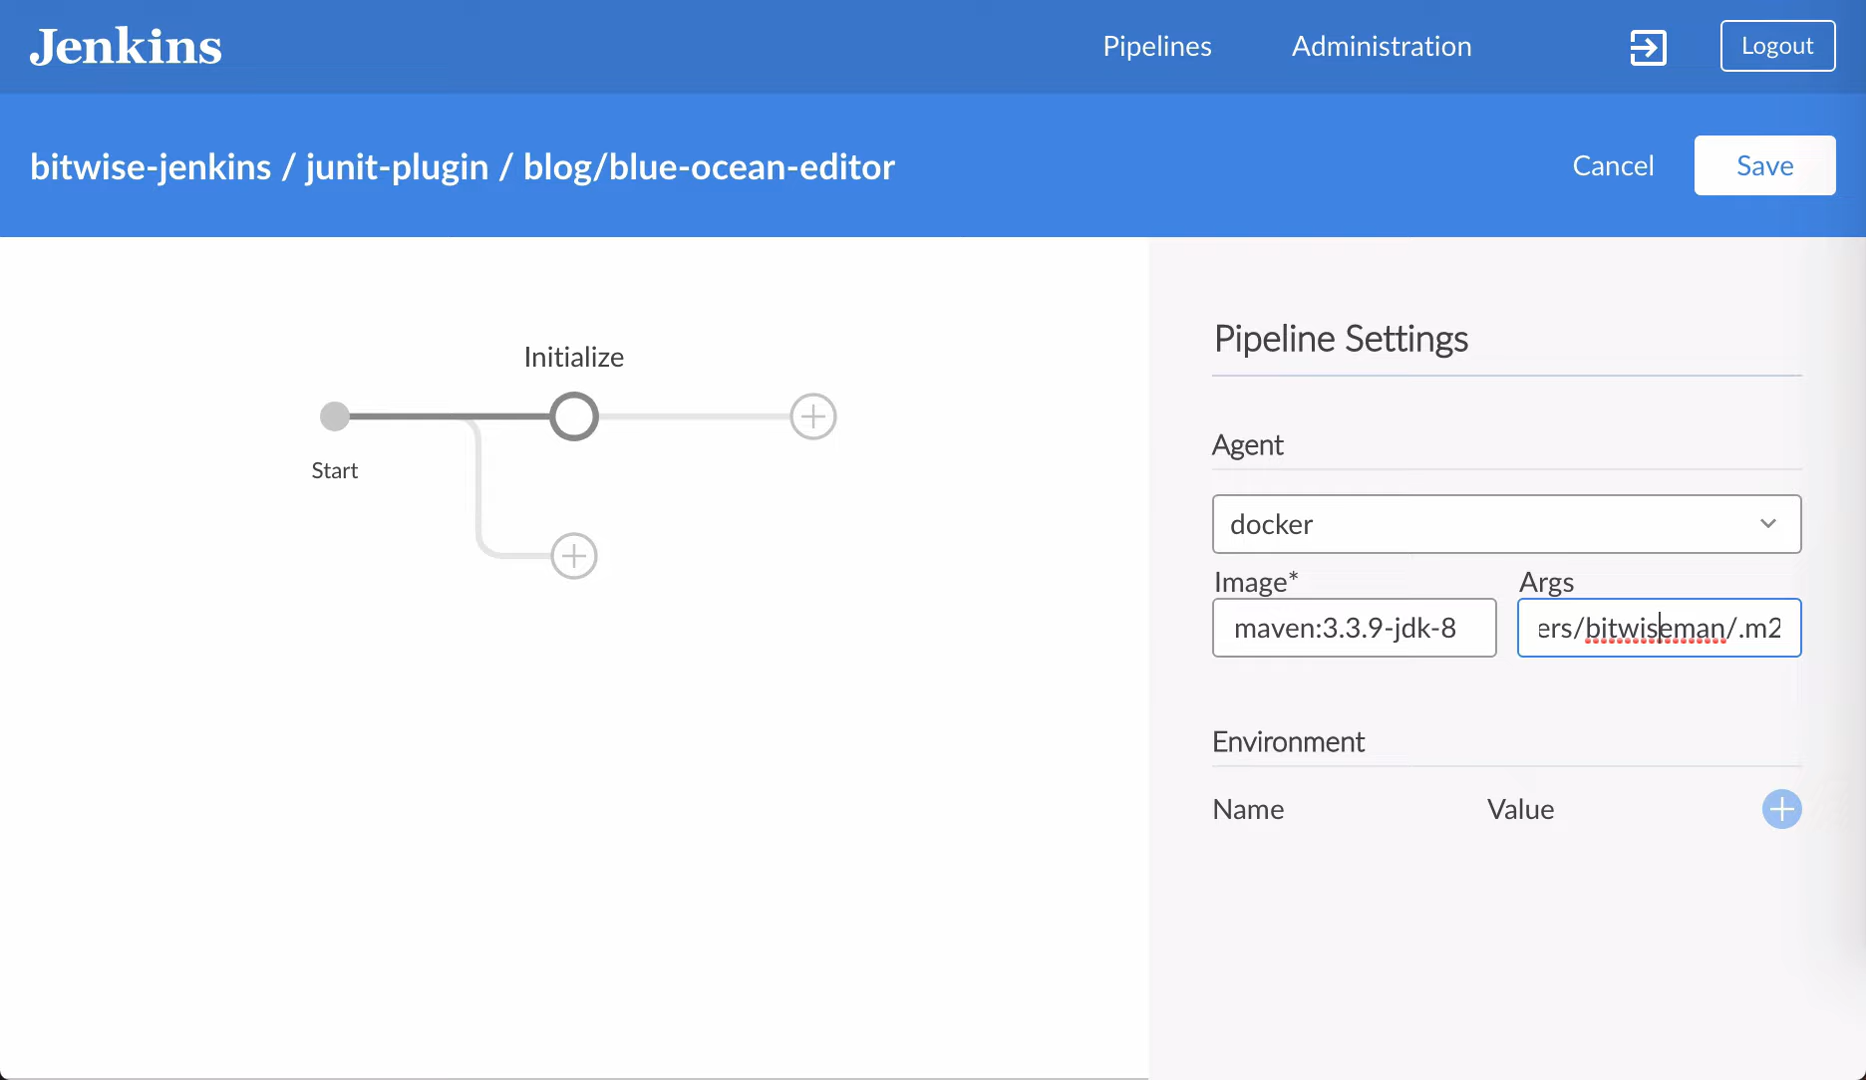 Jenkins
Pipelines
Administration
Logout
bitwise-jenkins / junit-plugin / blog/blue-ocean-editor
Cancel
Save
Initialize
Start
Pipeline Settings
Agent
docker
Image*
Args
maven:3.3.9-jdk-8
ers/bitwiseman/.m2
Environment
Name
Value